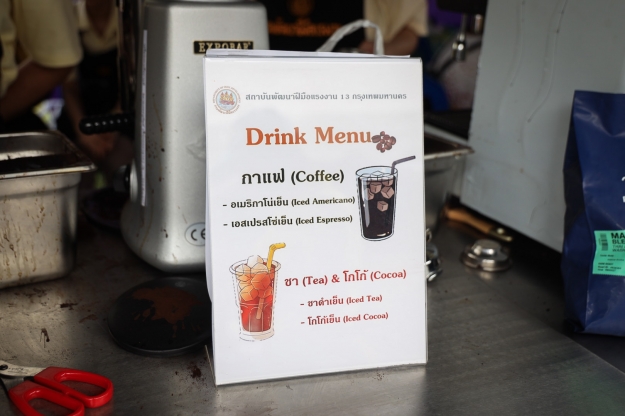 EXPOBAR
สถาบันพัฒนาฝีมือแรงงาน 13 กรุงเทพมหานคร
Drink Menu
กาแฟ (Coffee)
- อเมริกาโน่เย็น (Iced Americano)
- เอสเปรสโซ่เย็น (Iced Espresso)
ชา (Tea) & โกโก้ (Cocoa)
- ชาดำเย็น (Iced Tea)
- โกโก้เย็น (Iced Cocoa)
CE